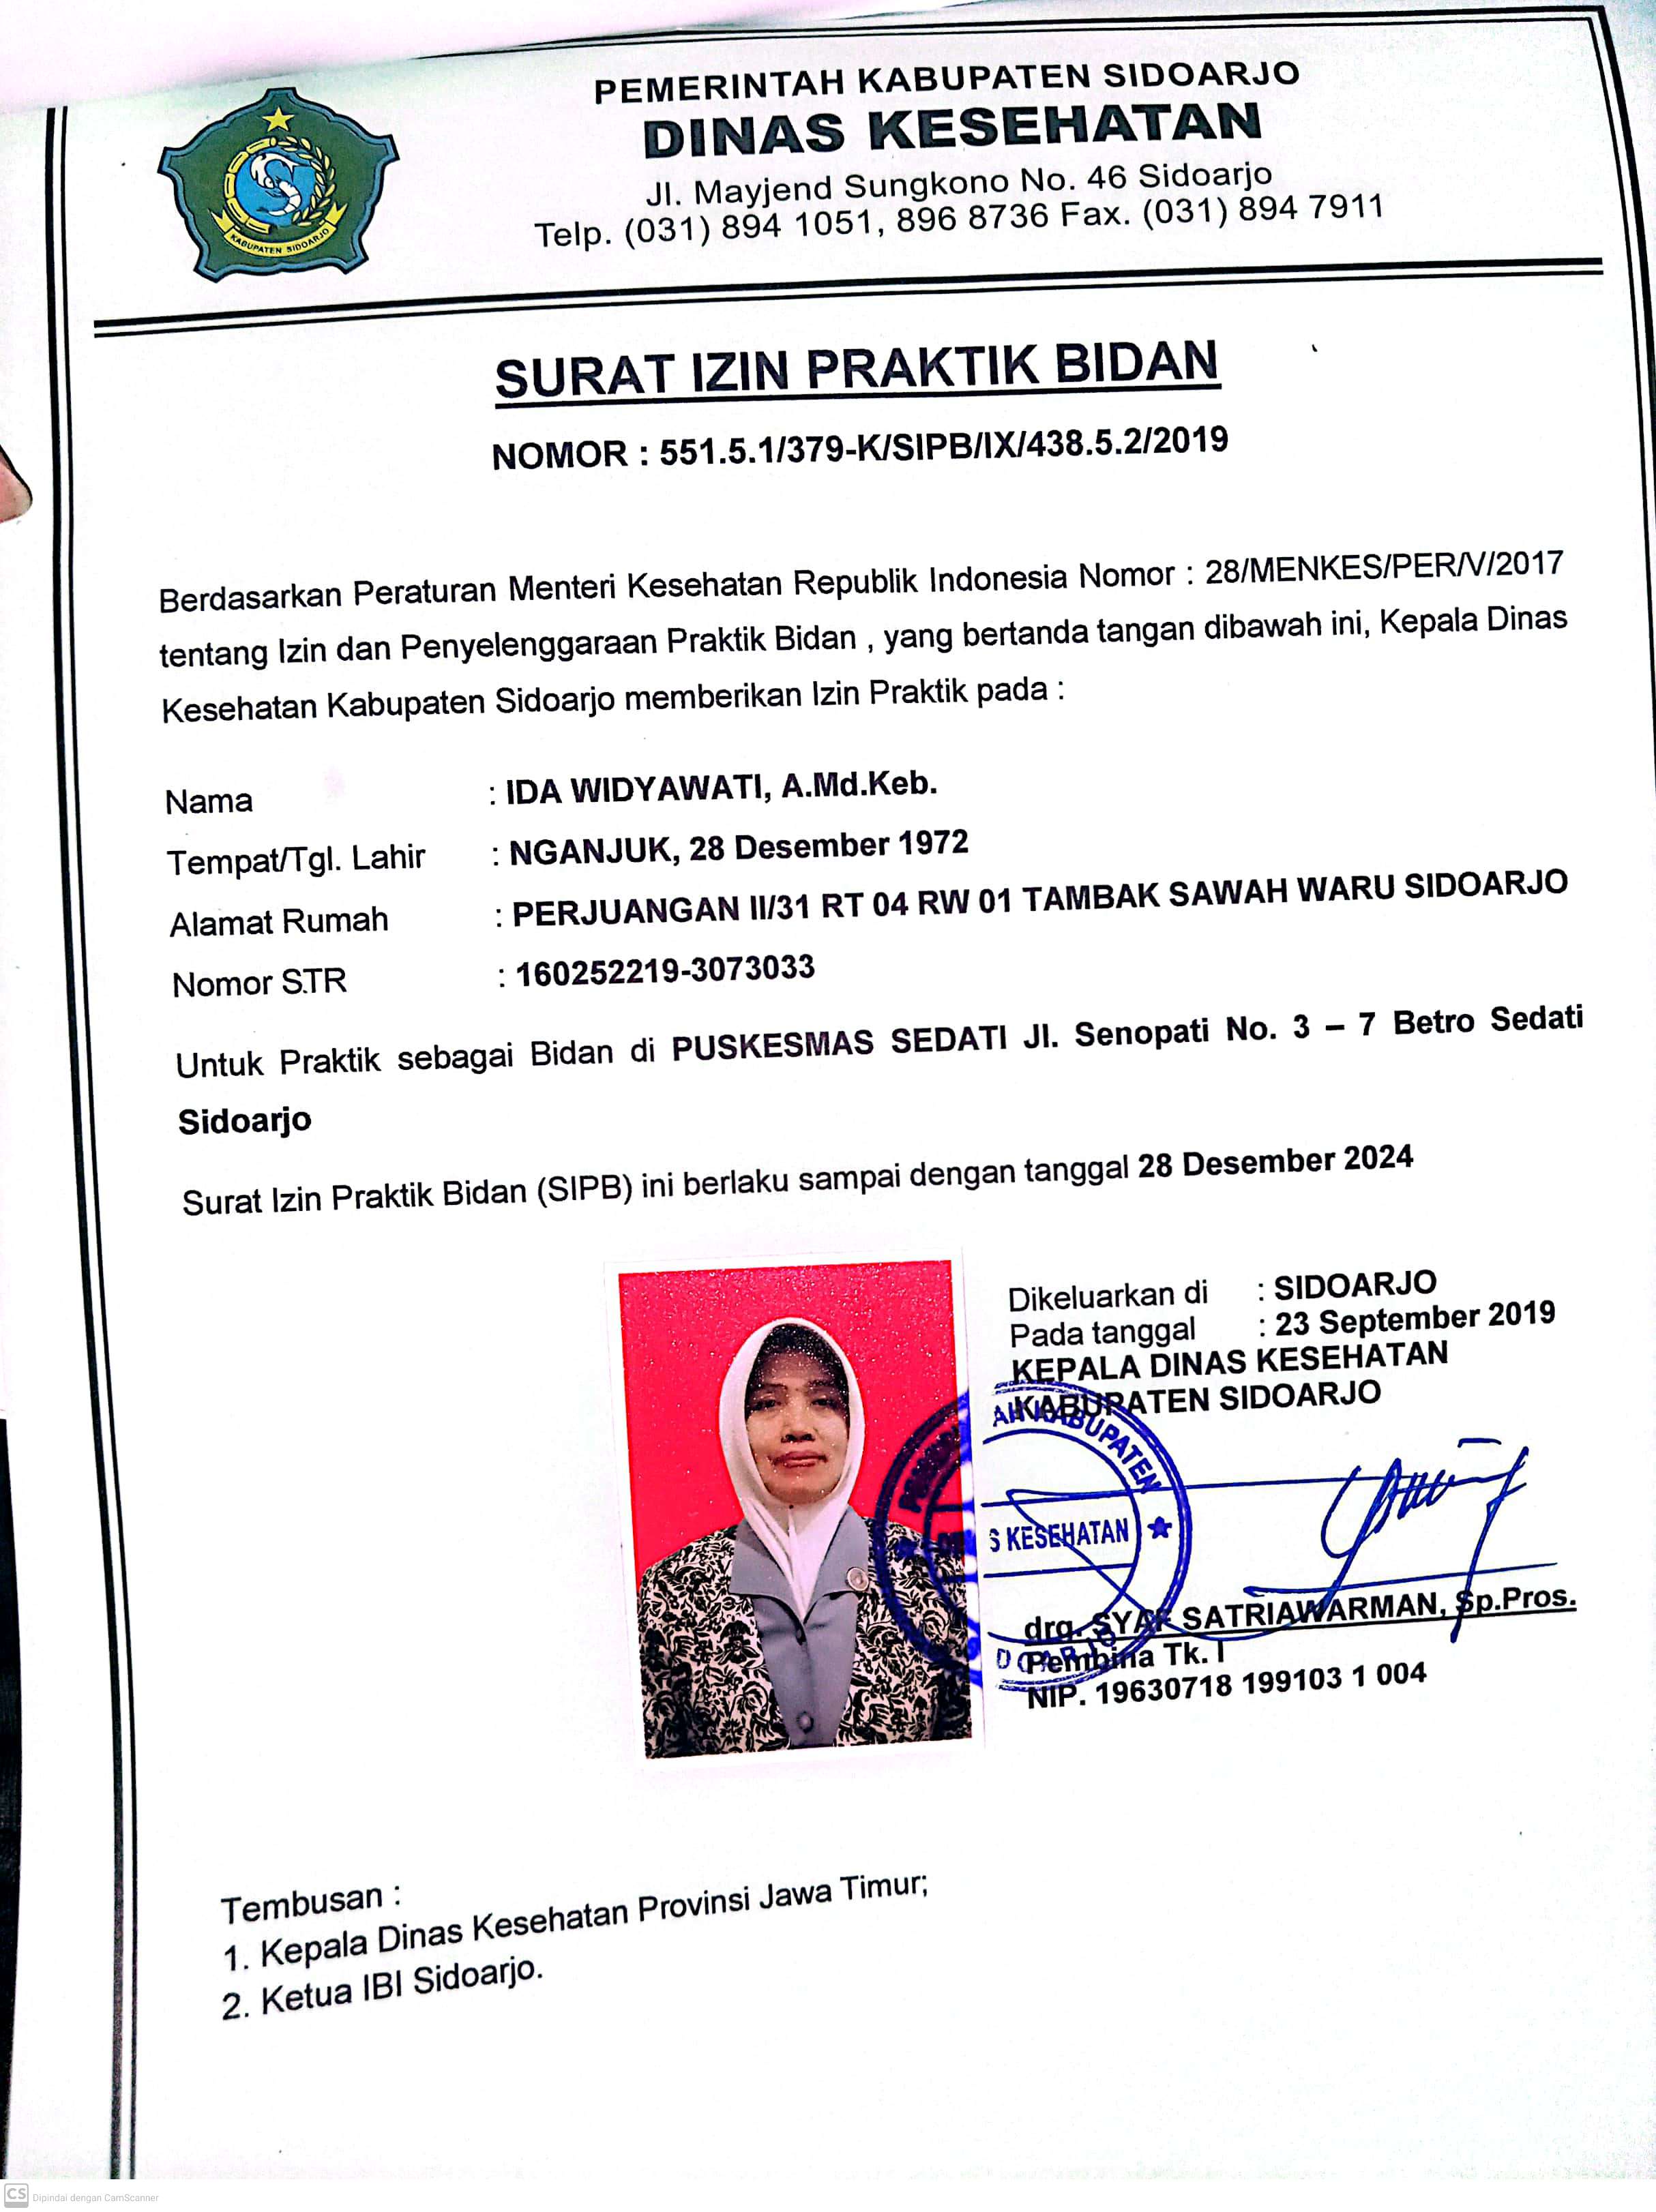 PEMERINTAH KABUPATEN SIDOARJO
DINAS KESEHATAN
Jl. Mayjend Sungkono No. 46 Sidoarjo
Telp. (031) 894 1051, 896 8736 Fax. (031) 894 7911
KABUPATEN SIDOARJO
SURAT IZIN PRAKTIK BIDAN
NOMOR : 551.5.1/379-K/SIPB/IX/438.5.2/2019
Berdasarkan Peraturan Menteri Kesehatan Republik Indonesia Nomor : 28/MENKES/PER/V/2017
tentang Izin dan Penyelenggaraan Praktik Bidan , yang bertanda tangan dibawah ini, Kepala Dinas
Kesehatan Kabupaten Sidoarjo memberikan Izin Praktik pada :
Nama : IDA WIDYAWATI, A.Md.Keb.
Tempat/Tgl. Lahir : NGANJUK, 28 Desember 1972
Alamat Rumah : PERJUANGAN II/31 RT 04 RW 01 TAMBAK SAWAH WARU SIDOARJO
Nomor STR : 160252219-3073033
Untuk Praktik sebagai Bidan di PUSKESMAS SEDATI Jl. Senopati No. 3 – 7 Betro Sedati
Sidoarjo
Surat Izin Praktik Bidan (SIPB) ini berlaku sampai dengan tanggal 28 Desember 2024
Dikeluarkan di : SIDOARJO
Pada tanggal : 23 September 2019
KEPALA DINAS KESEHATAN
KABUPATEN SIDOARJO
AH KABUPATEN
S KESEHATAN
drg. SYAF SATRIAWARMAN, Sp.Pros.
Pembina Tk. I
NIP. 19630718 199103 1 004
Tembusan :
1. Kepala Dinas Kesehatan Provinsi Jawa Timur;
2. Ketua IBI Sidoarjo.
CS Dipindai dengan CamScanner